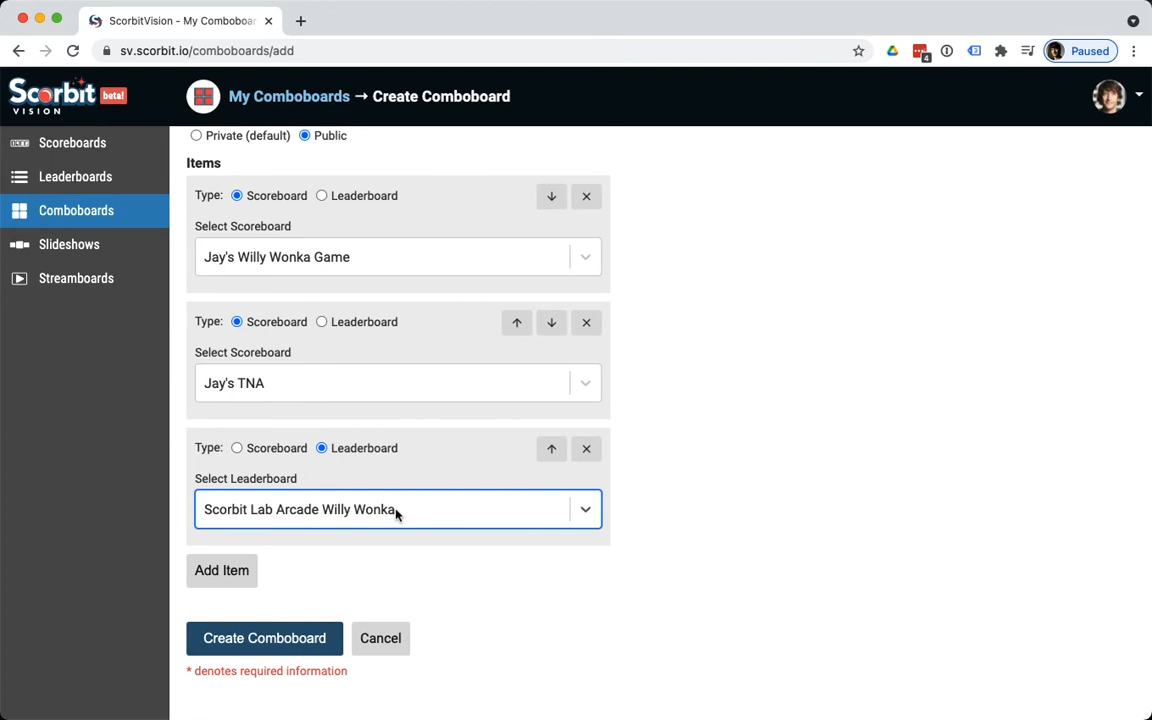 ScorbitVision - My Comboboar
sv.scorbit.io/comboboards/add
4
Paused
Scorbit beta!
VISION
My Comboboards → Create Comboboard
Scoreboards
Leaderboards
Comboboards
Slideshows
Streamboards
Private (default) Public
Items
Type: Scoreboard Leaderboard
Select Scoreboard
Jay's Willy Wonka Game
Type: Scoreboard Leaderboard
Select Scoreboard
Jay's TNA
Type: Scoreboard Leaderboard
Select Leaderboard
Scorbit Lab Arcade Willy Wonka
Add Item
Create Comboboard Cancel
* denotes required information